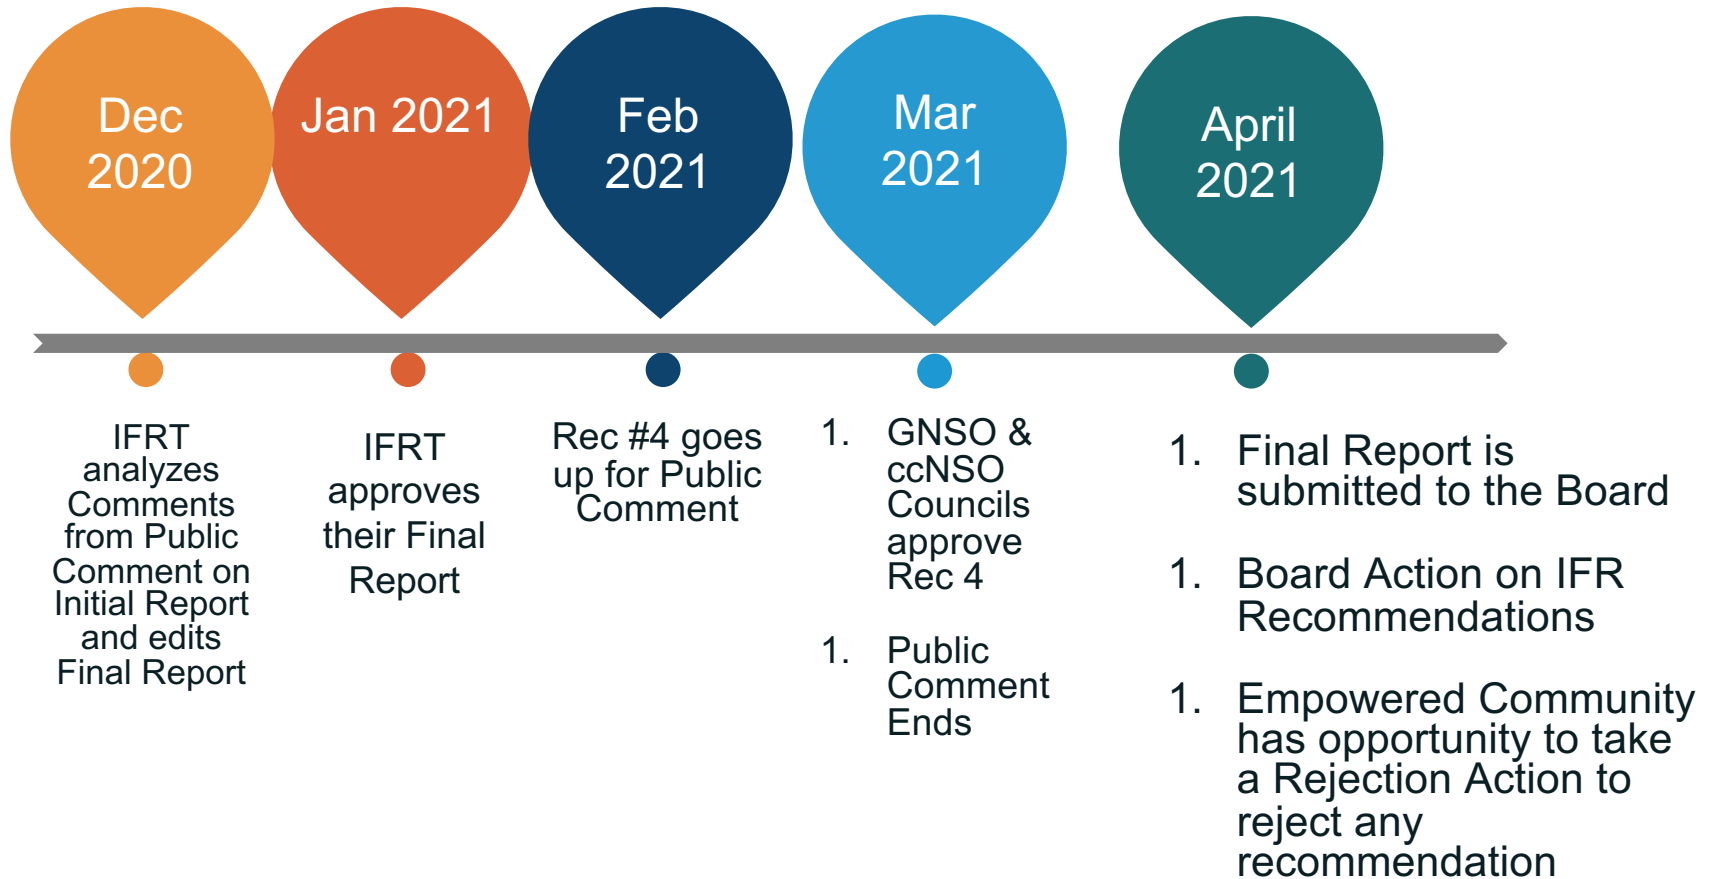 Dec
2020
Jan 2021
Feb
2021
Mar
2021
April
2021
IFRT
analyzes
Comments
from Public
Comment on
Initial Report
and edits
Final Report
IFRT
approves
their Final
Report
Rec #4 goes
up for Public
Comment
1. GNSO &
ccNSO
Councils
approve
Rec 4
1. Public
Comment
Ends
1. Final Report is
submitted to the Board
1. Board Action on IFR
Recommendations
1. Empowered Community
has opportunity to take
a Rejection Action to
reject any
recommendation